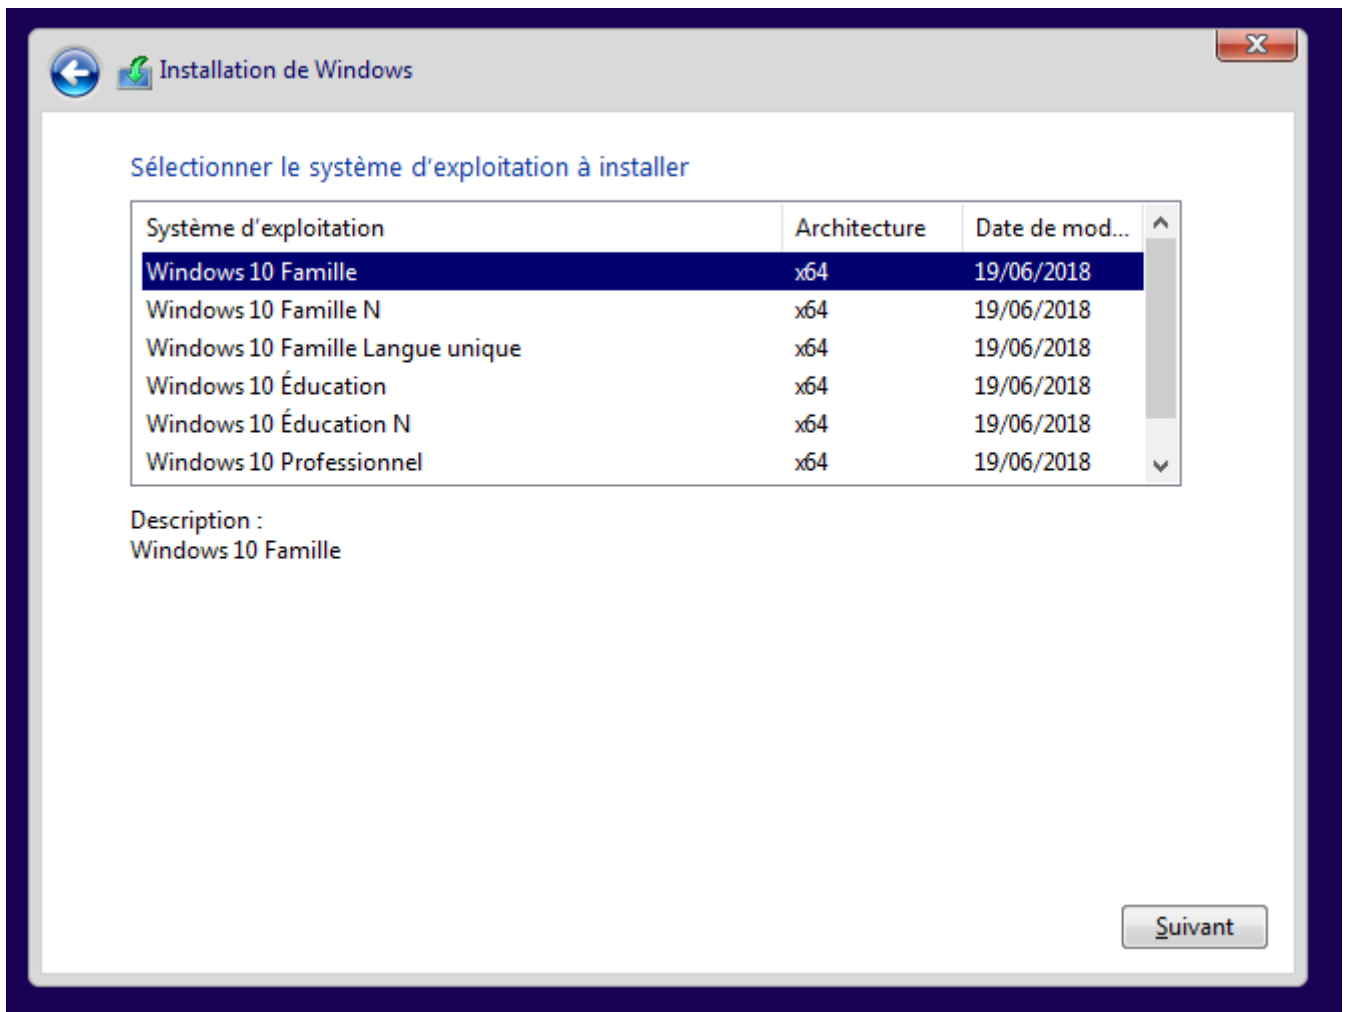 Installation de Windows
Sélectionner le système d'exploitation à installer
Système d'exploitation Architecture Date de mod...
Windows 10 Famille x64 19/06/2018
Windows 10 Famille N x64 19/06/2018
Windows 10 Famille Langue unique x64 19/06/2018
Windows 10 Éducation x64 19/06/2018
Windows 10 Éducation N x64 19/06/2018
Windows 10 Professionnel x64 19/06/2018
Description :
Windows 10 Famille
Suivant